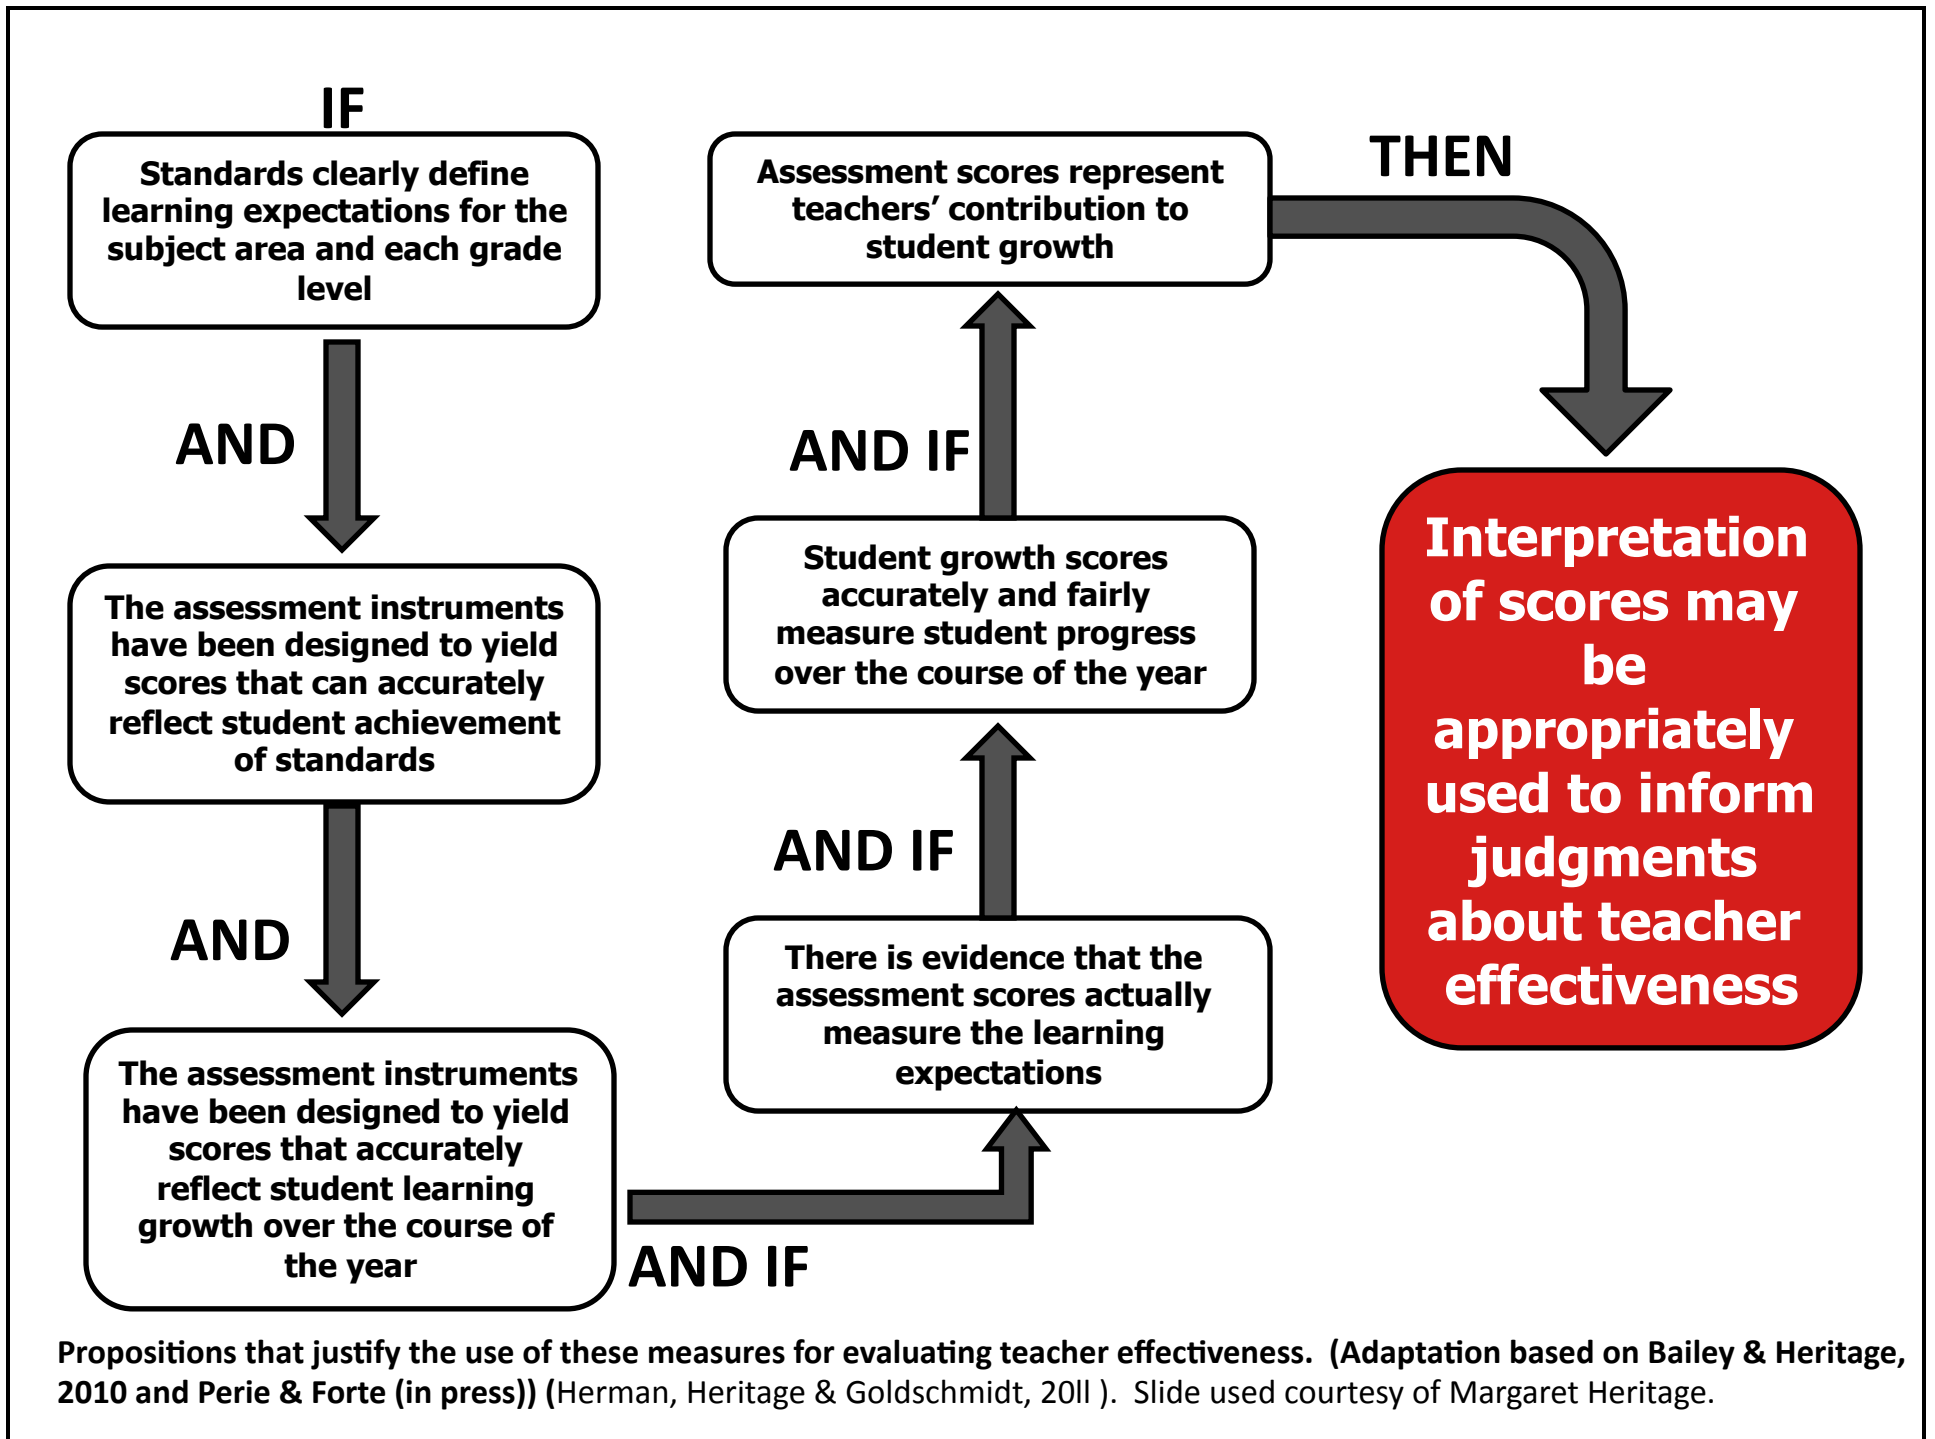 IF
Standards clearly define
learning expectations for the
subject area and each grade
level
AND
The assessment instruments
have been designed to yield
scores that can accurately
reflect student achievement
of standards
AND
The assessment instruments
have been designed to yield
scores that accurately
reflect student learning
growth over the course of
the year
AND IF
There is evidence that the
assessment scores actually
measure the learning
expectations
AND IF
Student growth scores
accurately and fairly
measure student progress
over the course of the year
AND IF
Assessment scores represent
teachers’ contribution to
student growth
THEN
Interpretation
of scores may
be
appropriately
used to inform
judgments
about teacher
effectiveness
Propositions that justify the use of these measures for evaluating teacher effectiveness.  (Adaptation based on Bailey & Heritage,
2010 and Perie & Forte (in press)) (Herman, Heritage & Goldschmidt, 20ll ).  Slide used courtesy of Margaret Heritage.